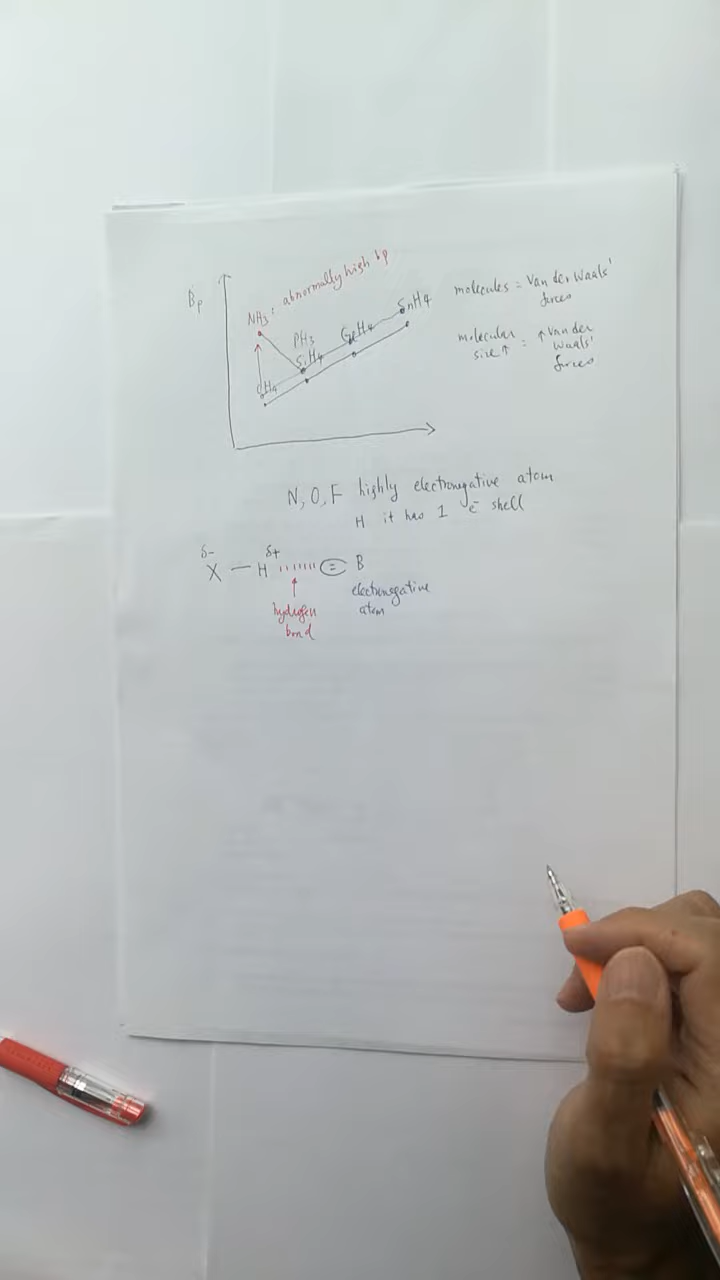 Bp
NH3: abnormally high bp
PH3
CH4
SiH4
GeH4
SnH4
molecules = Van der Waals'
forces
molecular
size ↑ = ↑ Van der
Waals'
forces
N, O, F highly electronegative atom
H it has 1 e⁻ shell
δ- δ+
X — H ııııııı = B
hydrogen
bond
electronegative
atom